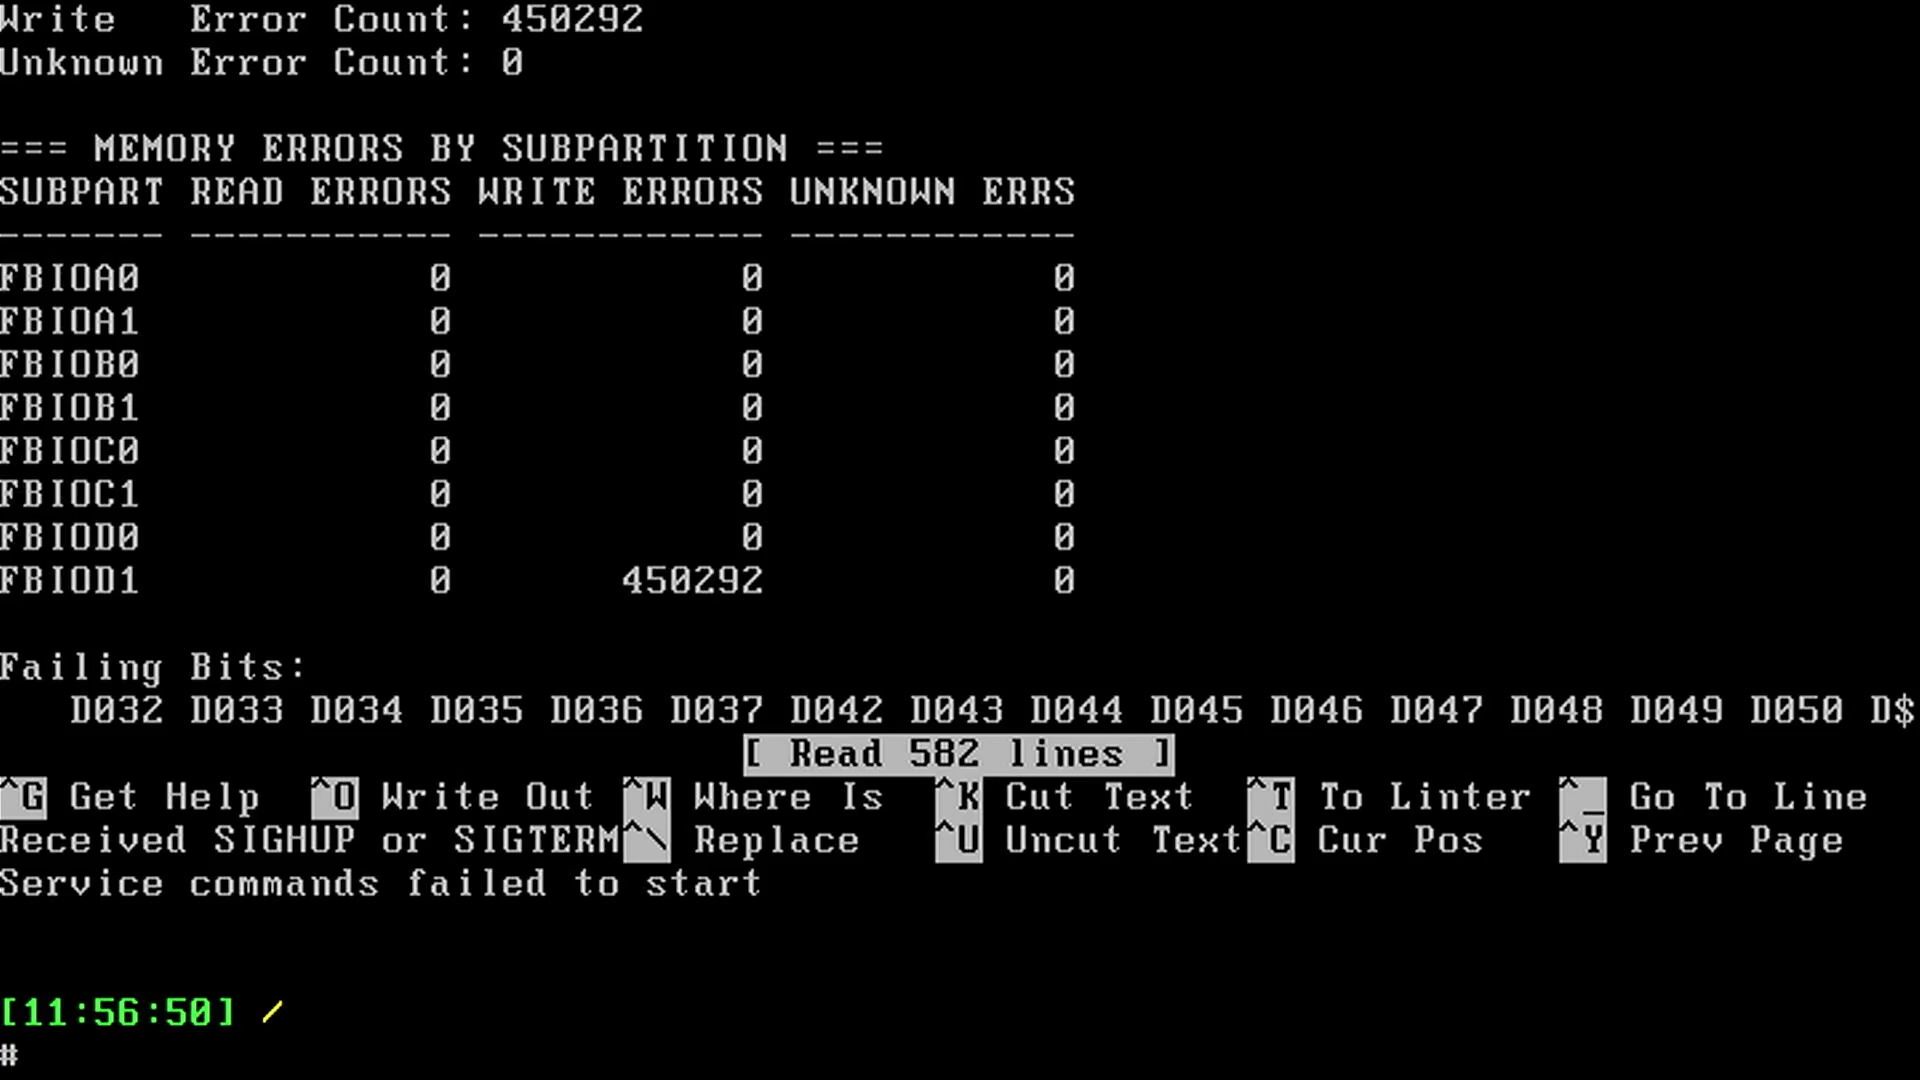 Write   Error Count: 450292
Unknown Error Count: 0
=== MEMORY ERRORS BY SUBPARTITION ===
SUBPART READ ERRORS WRITE ERRORS UNKNOWN ERRS
------- ----------- ------------ ------------
FBIOA0            0            0            0
FBIOA1            0            0            0
FBIOB0            0            0            0
FBIOB1            0            0            0
FBIOC0            0            0            0
FBIOC1            0            0            0
FBIOD0            0            0            0
FBIOD1            0       450292            0
Failing Bits:
   D032 D033 D034 D035 D036 D037 D042 D043 D044 D045 D046 D047 D048 D049 D050 D$
[ Read 582 lines ]
^G Get Help  ^O Write Out ^W Where Is  ^K Cut Text  ^T To Linter ^_ Go To Line
Received SIGHUP or SIGTERM^\ Replace   ^U Uncut Text^C Cur Pos   ^Y Prev Page
Service commands failed to start
[11:56:50] /
#